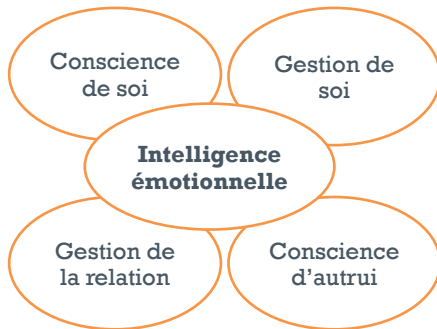 Conscience
de soi
Gestion de
soi
Intelligence
émotionnelle
Gestion de
la relation
Conscience
d'autrui